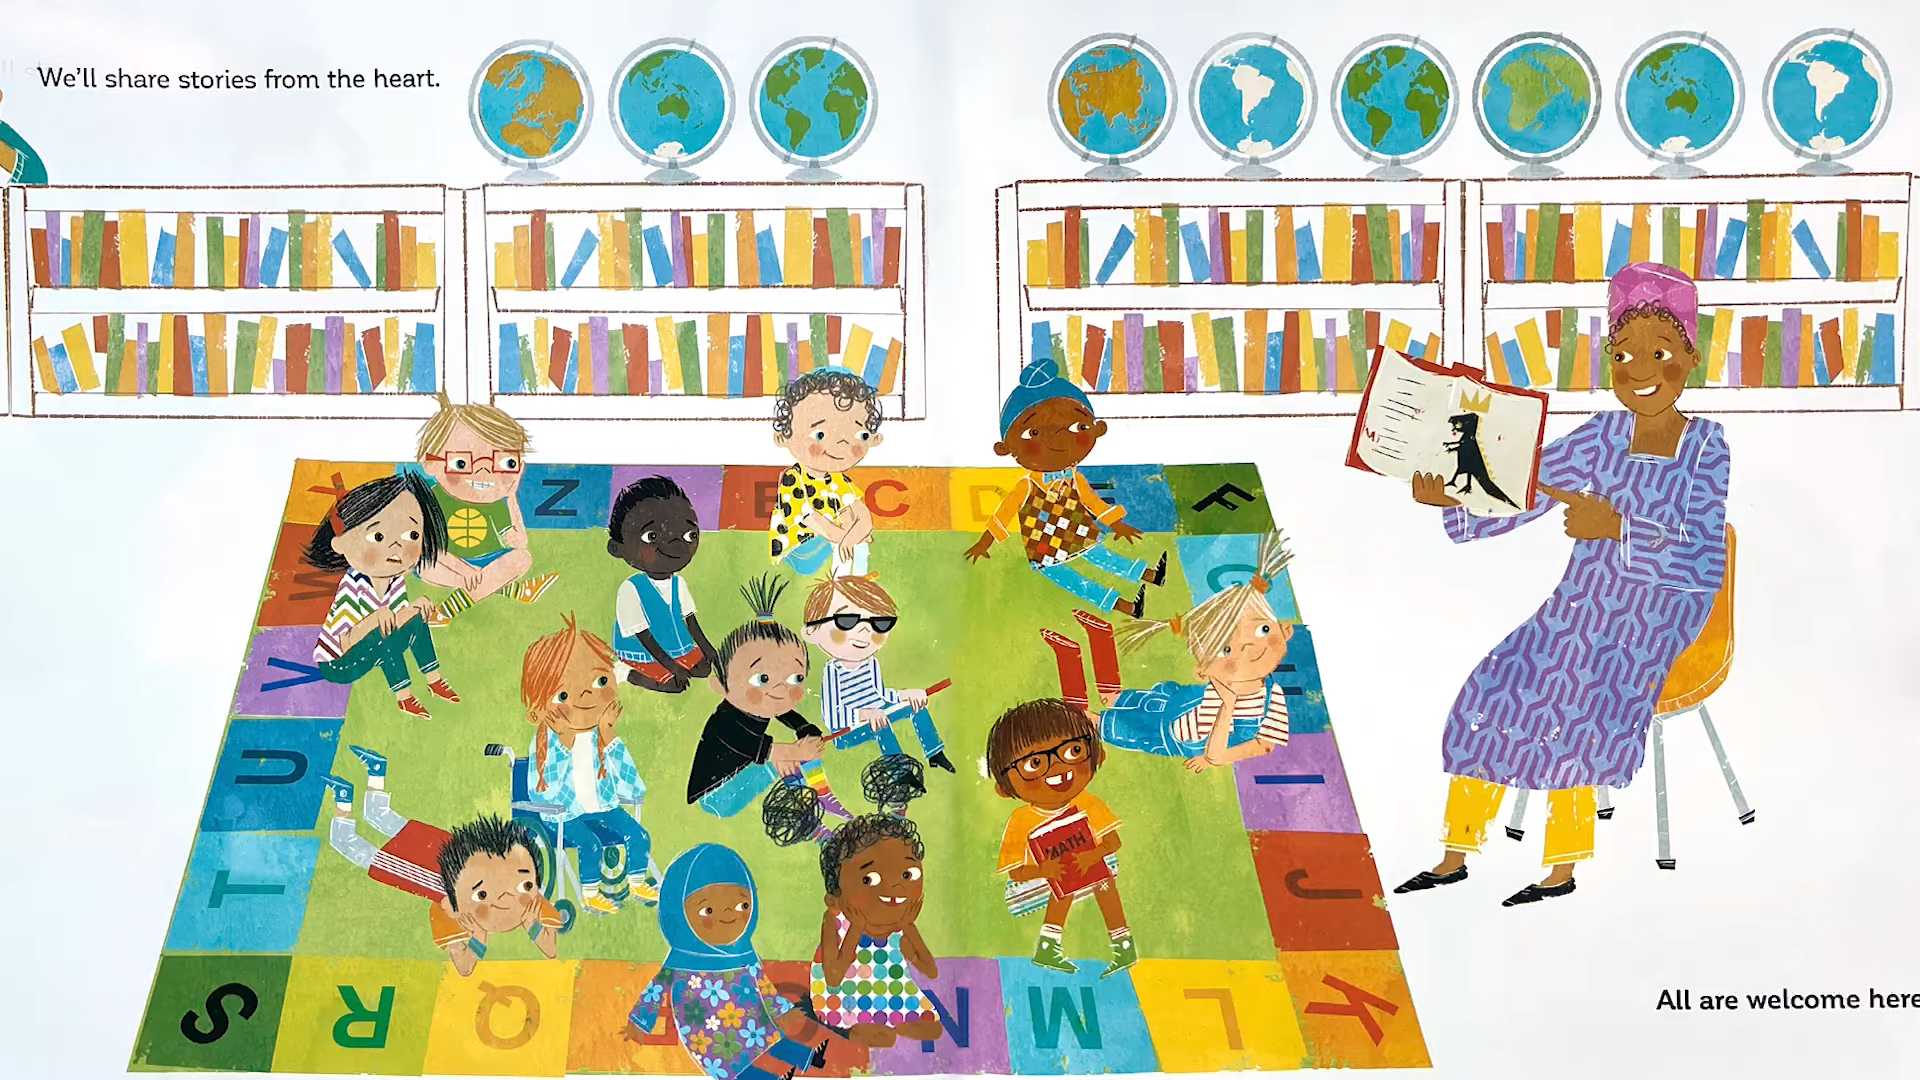 We'll share stories from the heart.
X
Z
B
C
D
E
F
W
G
V
H
U
I
T
J
MATH
S
R
Q
P
O
N
M
L
K
All are welcome here